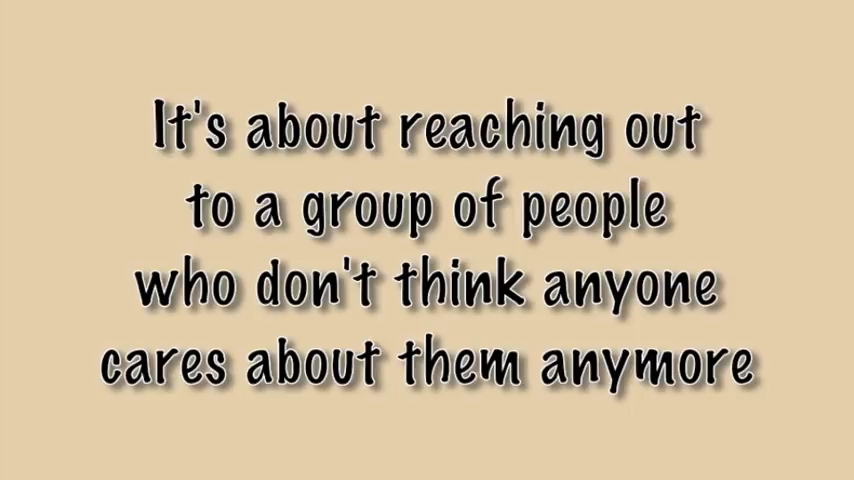 It's about reaching out
to a group of people
who don't think anyone
cares about them anymore